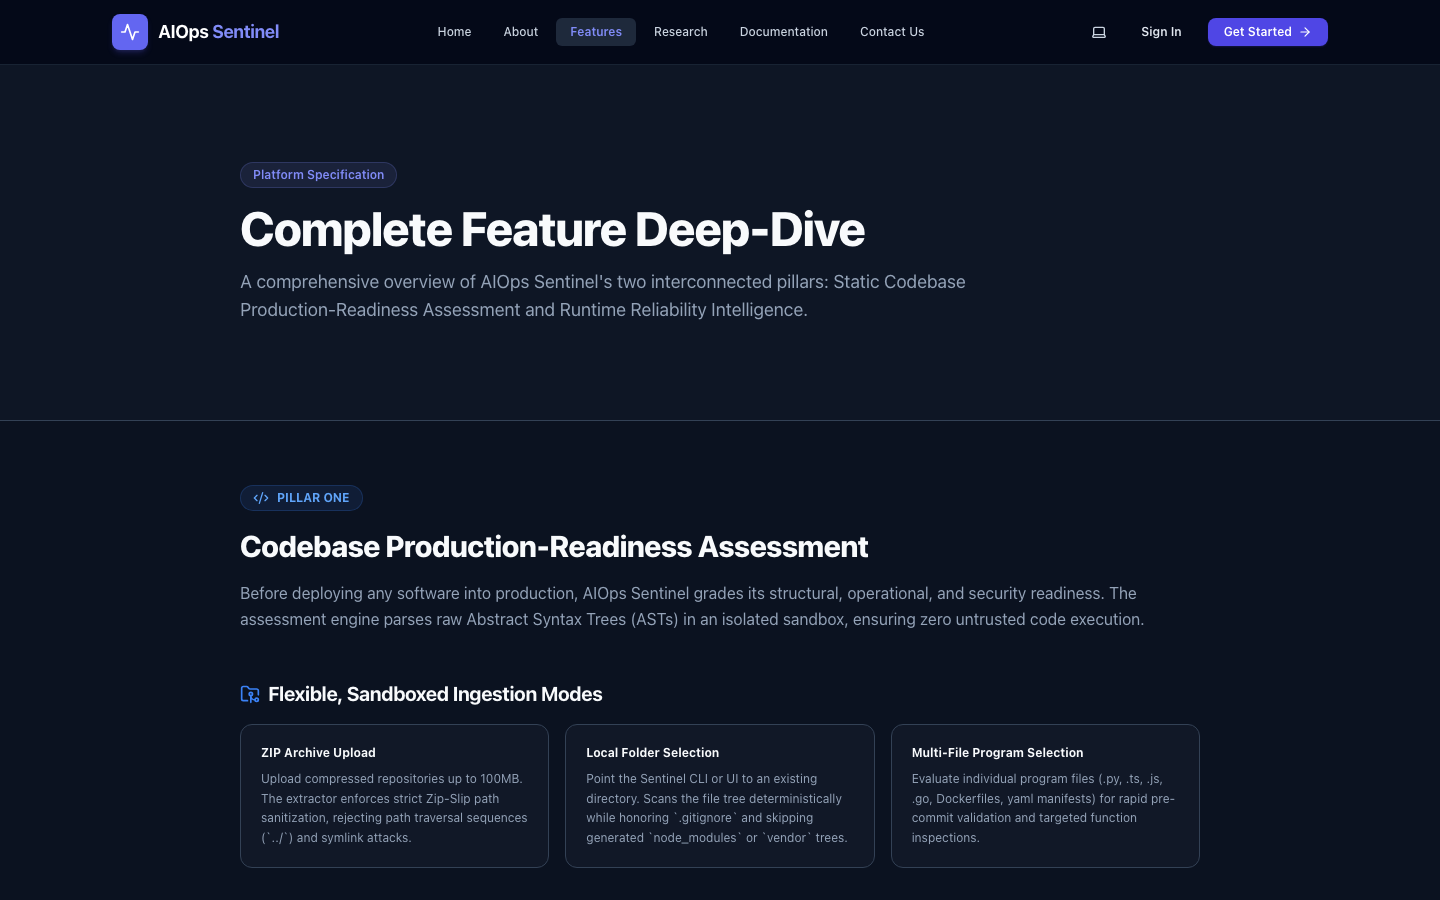 AIOps Sentinel
Home
About
Features
Research
Documentation
Contact Us
Sign In
Get Started
Platform Specification
Complete Feature Deep-Dive
A comprehensive overview of AIOps Sentinel's two interconnected pillars: Static Codebase
Production-Readiness Assessment and Runtime Reliability Intelligence.
PILLAR ONE
Codebase Production-Readiness Assessment
Before deploying any software into production, AIOps Sentinel grades its structural, operational, and security readiness. The
assessment engine parses raw Abstract Syntax Trees (ASTs) in an isolated sandbox, ensuring zero untrusted code execution.
Flexible, Sandboxed Ingestion Modes
ZIP Archive Upload
Upload compressed repositories up to 100MB.
The extractor enforces strict Zip-Slip path
sanitization, rejecting path traversal sequences
(`../`) and symlink attacks.
Local Folder Selection
Point the Sentinel CLI or UI to an existing
directory. Scans the file tree deterministically
while honoring `.gitignore` and skipping
generated `node_modules` or `vendor` trees.
Multi-File Program Selection
Evaluate individual program files (.py, .ts, .js,
.go, Dockerfiles, yaml manifests) for rapid pre-
commit validation and targeted function
inspections.